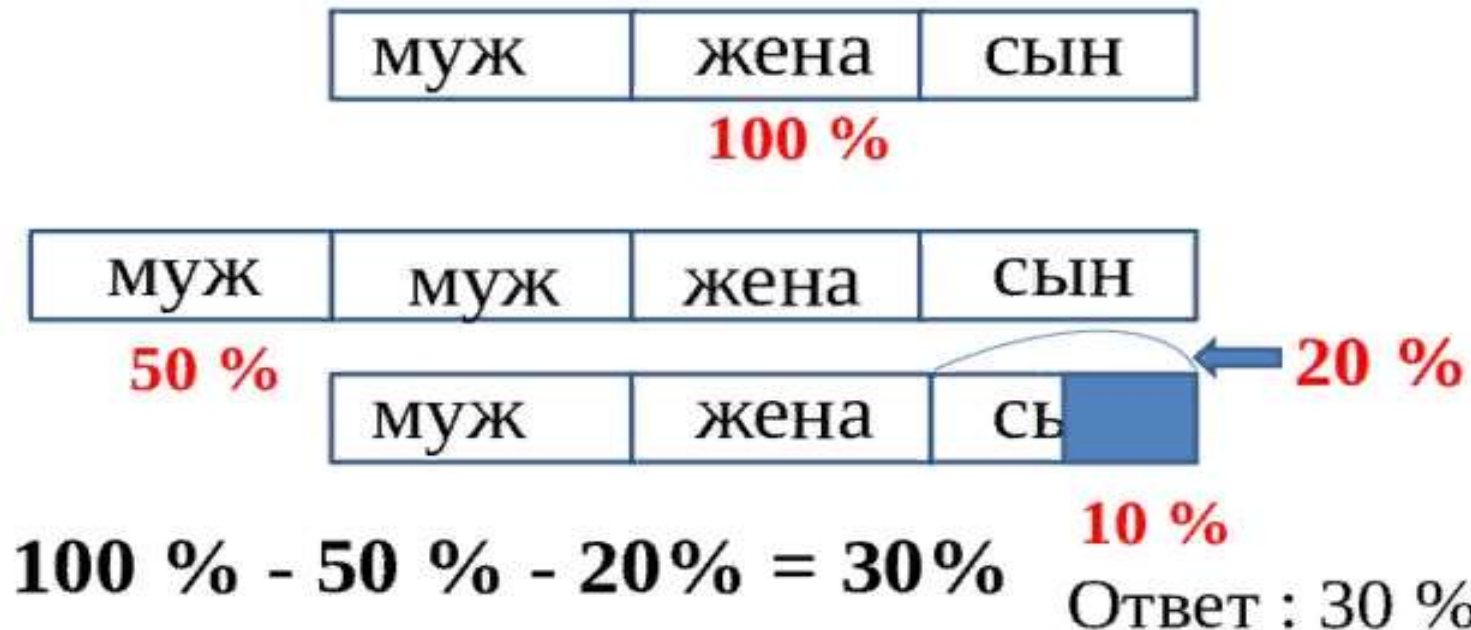 муж жена сын
100 %
муж муж жена сын
50 %
20 %
муж жена сь
10 %
100 % - 50 % - 20% = 30%
Ответ : 30 %